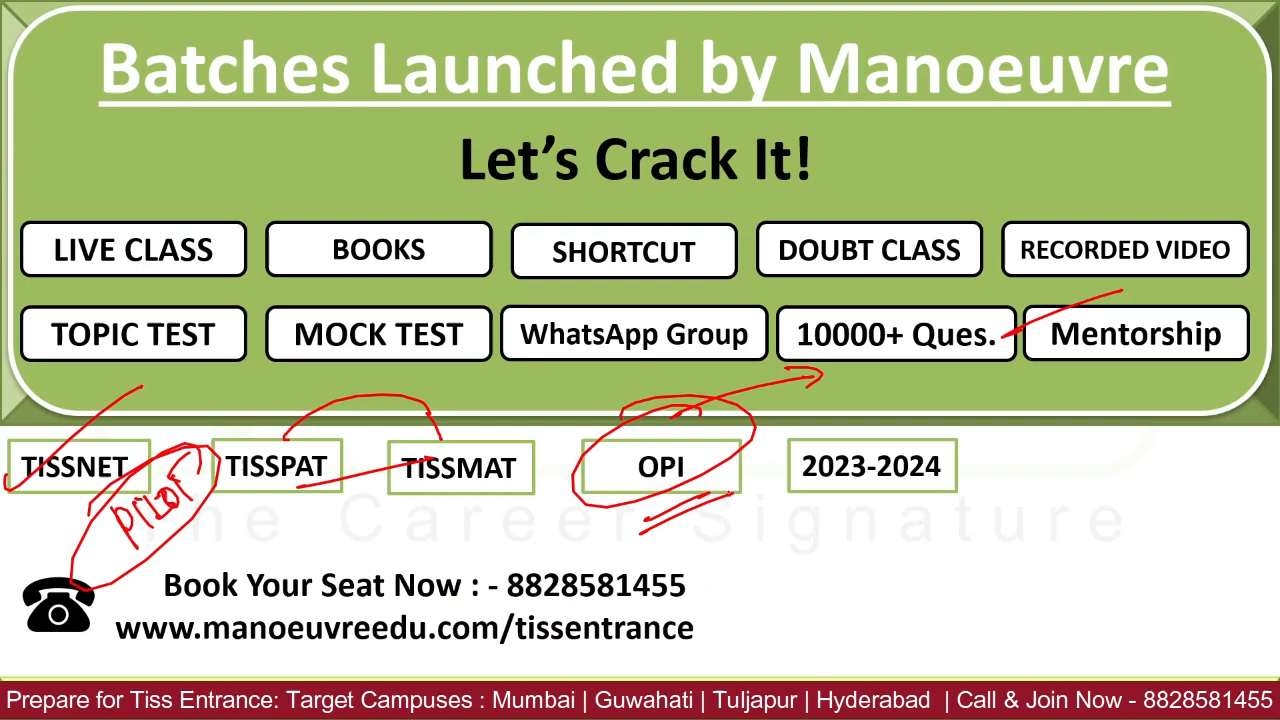 Batches Launched by Manoeuvre
Let's Crack It!
LIVE CLASS BOOKS SHORTCUT DOUBT CLASS RECORDED VIDEO
TOPIC TEST MOCK TEST WhatsApp Group 10000+ Ques. Mentorship
TISSNET TISSPAT TISSMAT OPI 2023-2024
The Career Signature
Book Your Seat Now : - 8828581455
www.manoeuvreedu.com/tissentrance
Prepare for Tiss Entrance: Target Campuses : Mumbai | Guwahati | Tuljapur | Hyderabad | Call & Join Now - 8828581455